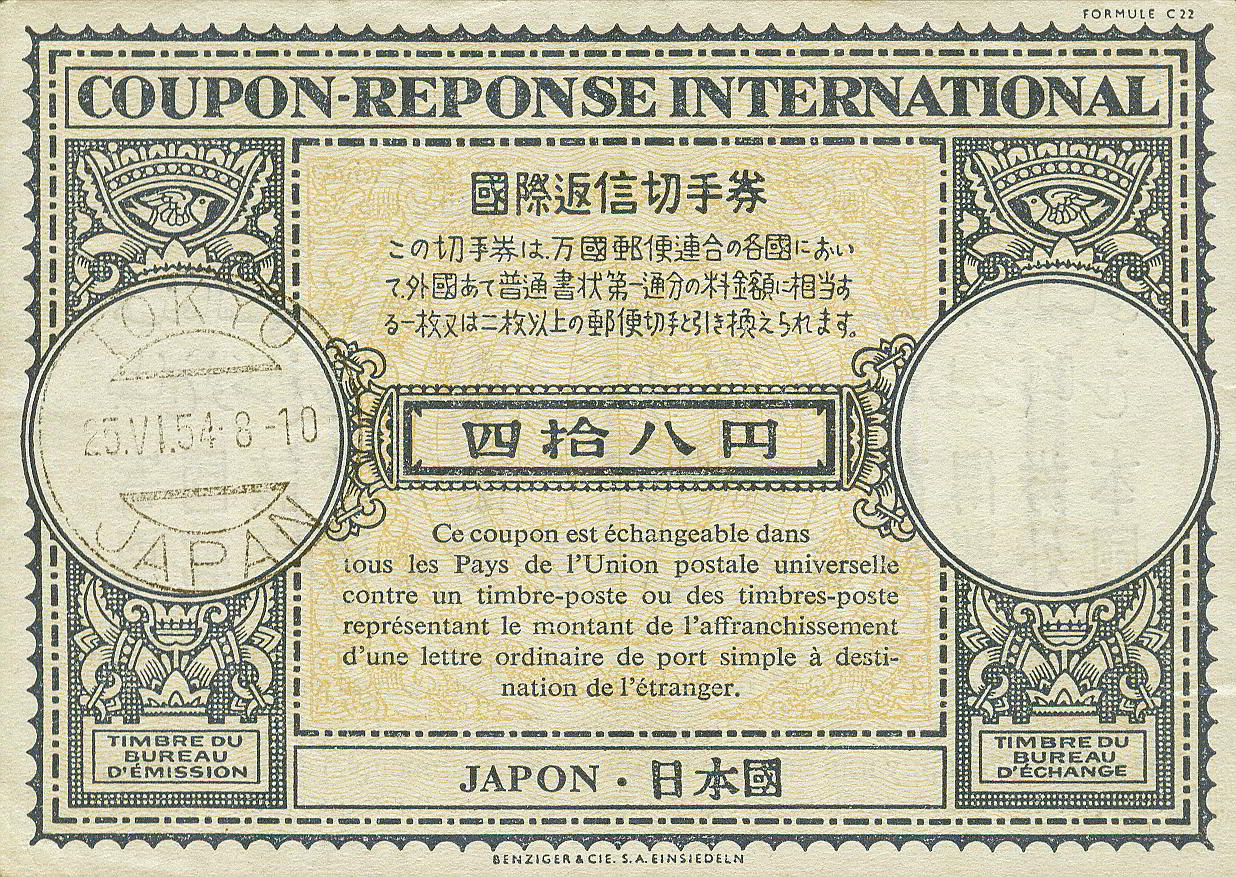 FORMULE C22
COUPON-REPONSE INTERNATIONAL
國際返信切手券
この切手券は、万國郵便連合の各國におい
て、外國あて普通書状第一通分の料金額に相当す
る一枚又は二枚以上の郵便切手と引き換えられます。
TOKYO
25.VI.54·8-10
JAPAN
四拾八円
Ce coupon est échangeable dans
tous les Pays de l'Union postale universelle
contre un timbre-poste ou des timbres-poste
représentant le montant de l'affranchissement
d'une lettre ordinaire de port simple à desti-
nation de l'étranger.
TIMBRE DU
BUREAU
D'ÉMISSION
JAPON · 日本國
TIMBRE DU
BUREAU
D'ÉCHANGE
BENZIGER & CIE. S.A. EINSIEDELN